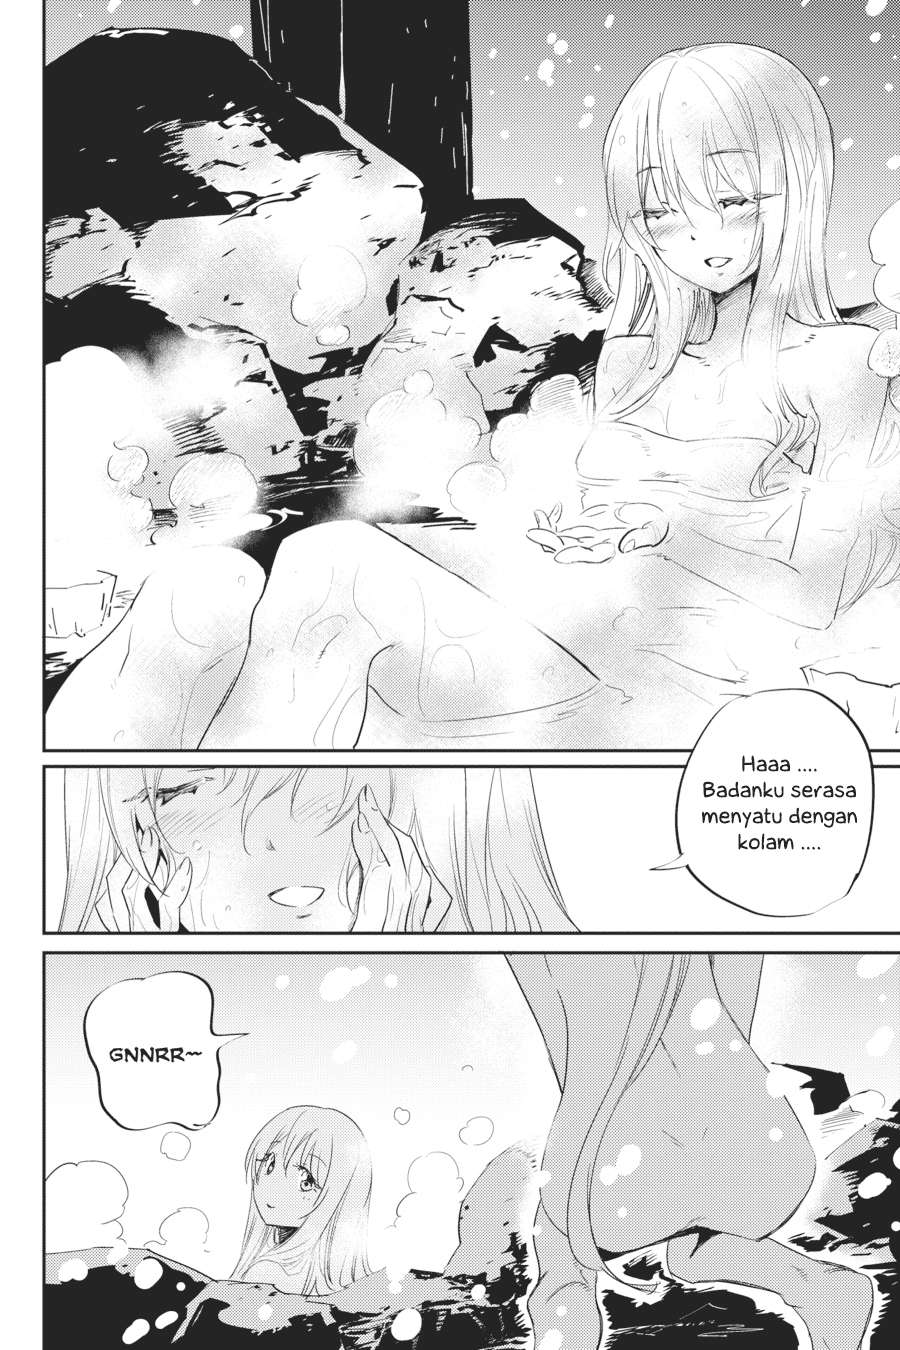 Haaa ....
Badanku serasa
menyatu dengan
kolam ....
GNNRR~